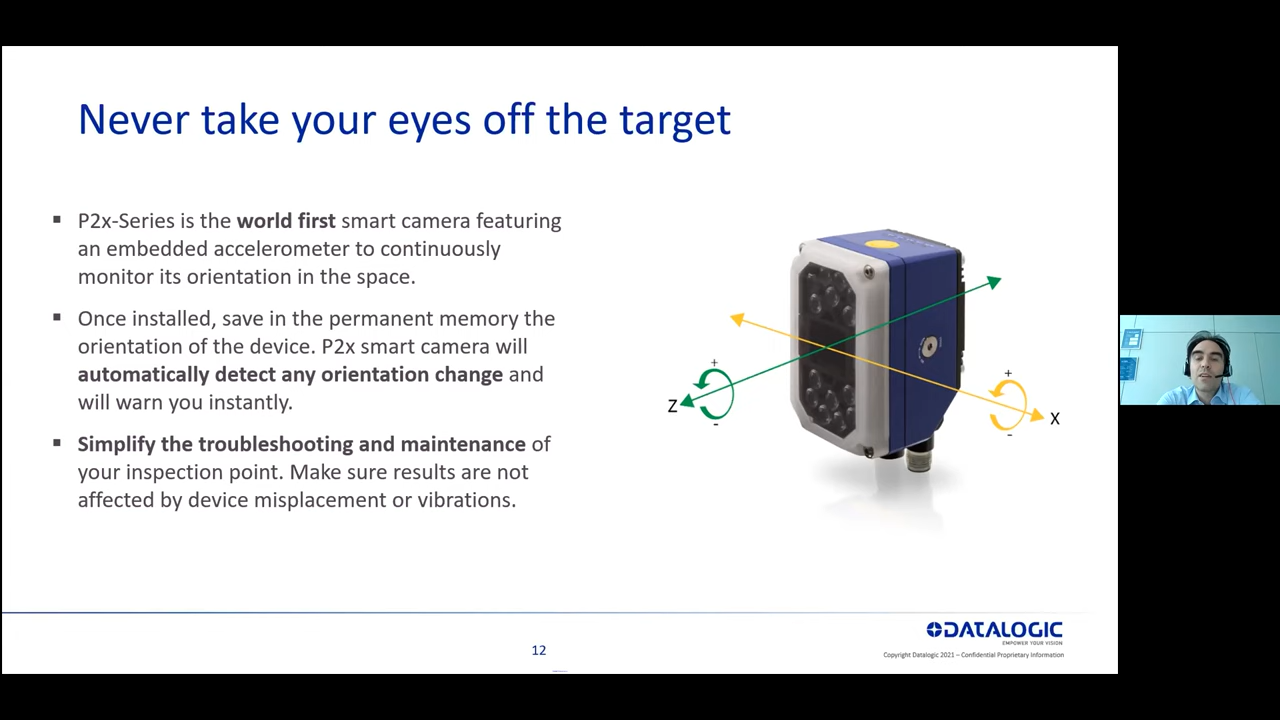 Never take your eyes off the target
P2x-Series is the world first smart camera featuring
an embedded accelerometer to continuously
monitor its orientation in the space.
Once installed, save in the permanent memory the
orientation of the device. P2x smart camera will
automatically detect any orientation change and
will warn you instantly.
Simplify the troubleshooting and maintenance of
your inspection point. Make sure results are not
affected by device misplacement or vibrations.
+
Z
-
+
X
-
12
DATALOGIC
EMPOWER YOUR VISION
Copyright Datalogic 2021 – Confidential Proprietary Information